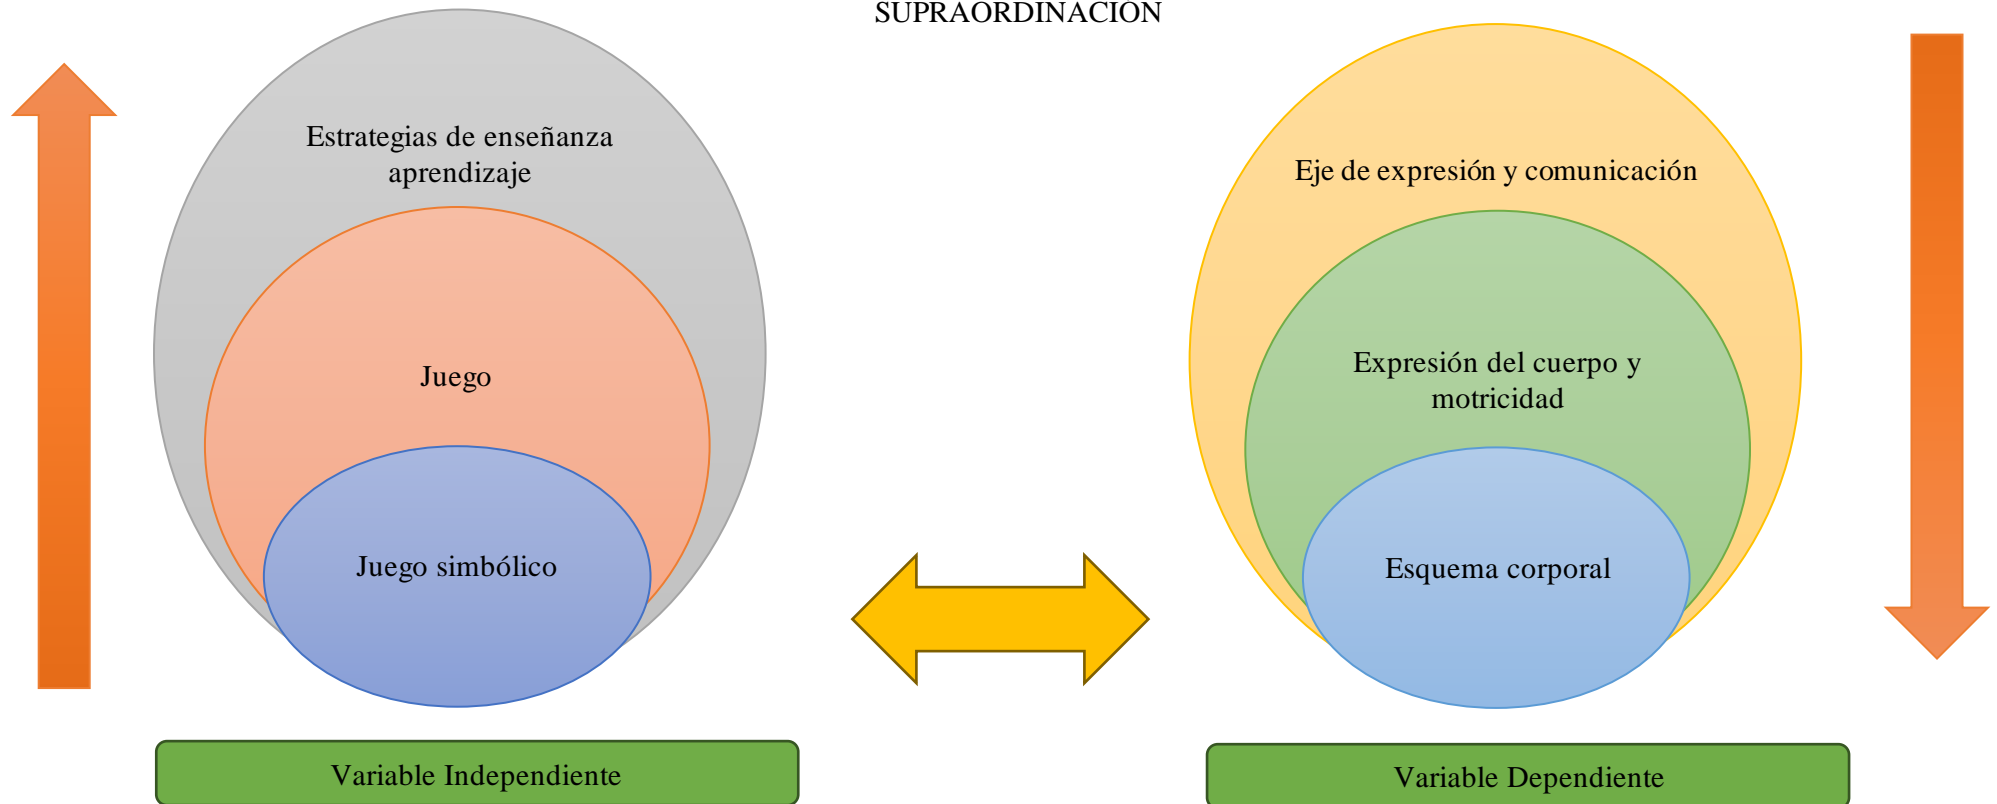 SUPRAORDINACIÓN
Estrategias de enseñanza
aprendizaje
Juego
Juego simbólico
Variable Independiente
Eje de expresión y comunicación
Expresión del cuerpo y
motricidad
Esquema corporal
Variable Dependiente